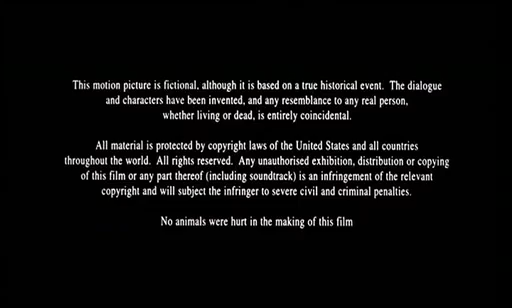 This motion picture is fictional, although it is based on a true historical event. The dialogue
and characters have been invented, and any resemblance to any real person,
whether living or dead, is entirely coincidental.
All material is protected by copyright laws of the United States and all countries
throughout the world. All rights reserved. Any unauthorised exhibition, distribution or copying
of this film or any part thereof (including soundtrack) is an infringement of the relevant
copyright and will subject the infringer to severe civil and criminal penalties.
No animals were hurt in the making of this film